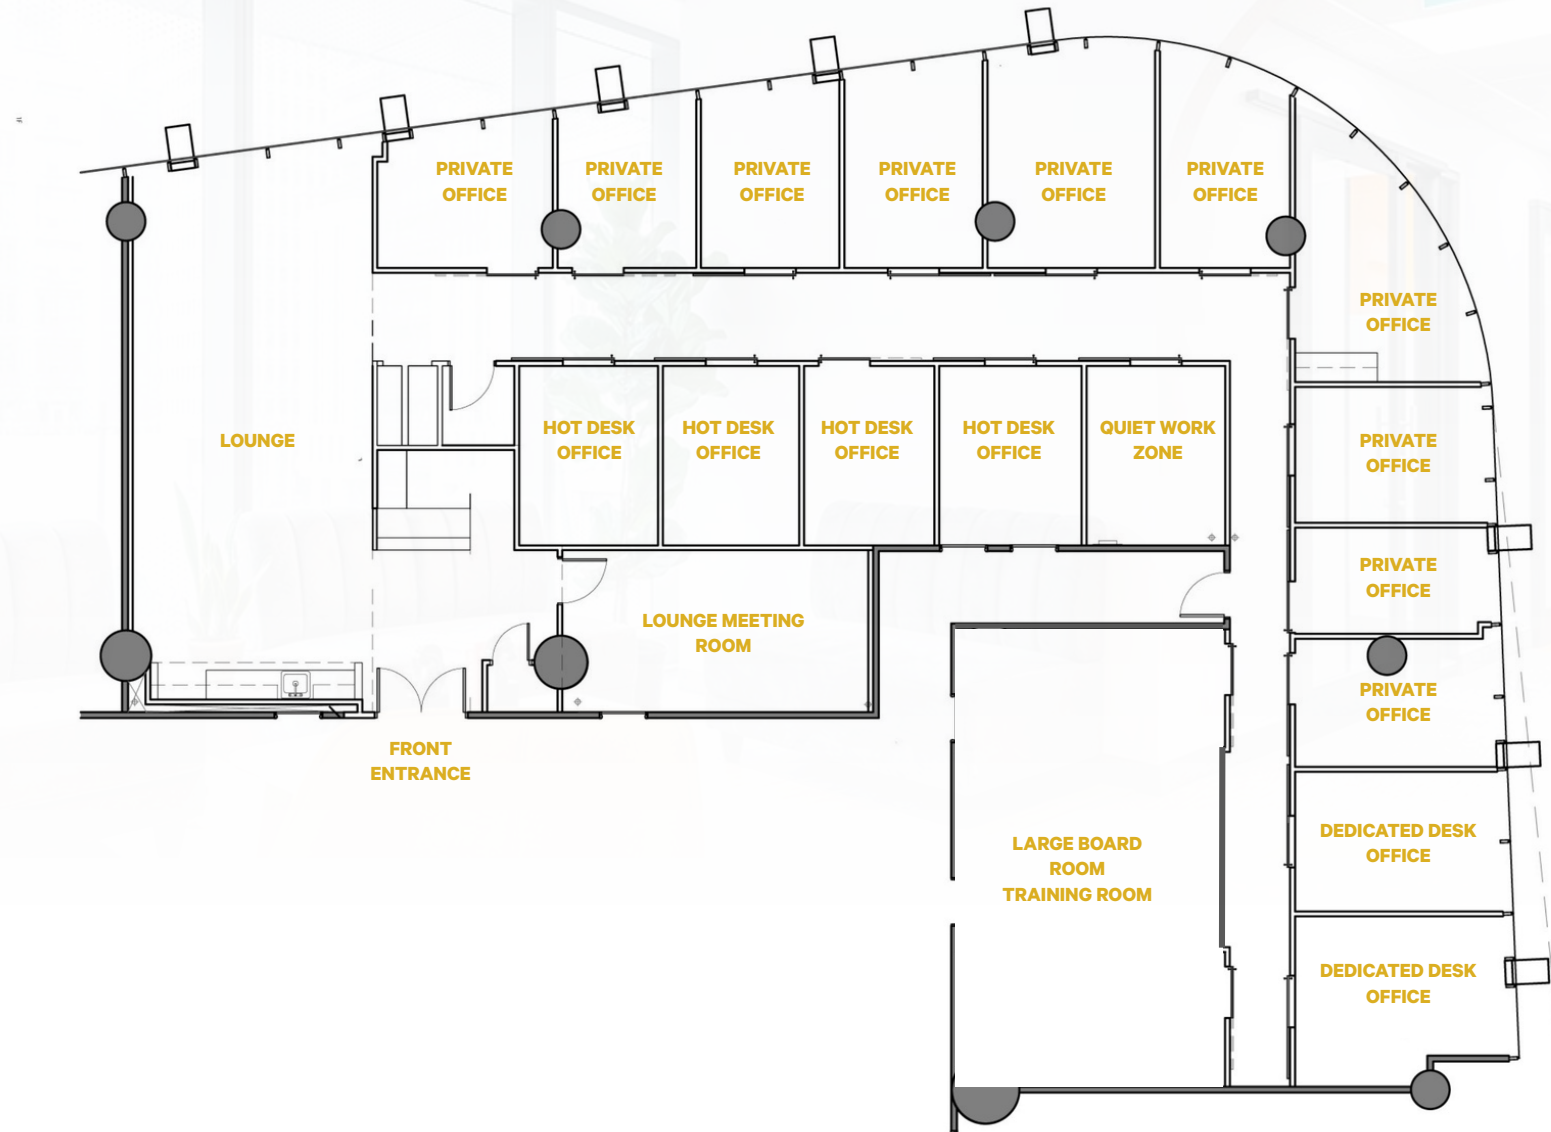 PRIVATE
OFFICE
PRIVATE
OFFICE
PRIVATE
OFFICE
PRIVATE
OFFICE
PRIVATE
OFFICE
PRIVATE
OFFICE
PRIVATE
OFFICE
LOUNGE
HOT DESK
OFFICE
HOT DESK
OFFICE
HOT DESK
OFFICE
HOT DESK
OFFICE
QUIET WORK
ZONE
PRIVATE
OFFICE
PRIVATE
OFFICE
LOUNGE MEETING
ROOM
PRIVATE
OFFICE
FRONT
ENTRANCE
LARGE BOARD
ROOM
TRAINING ROOM
DEDICATED DESK
OFFICE
DEDICATED DESK
OFFICE